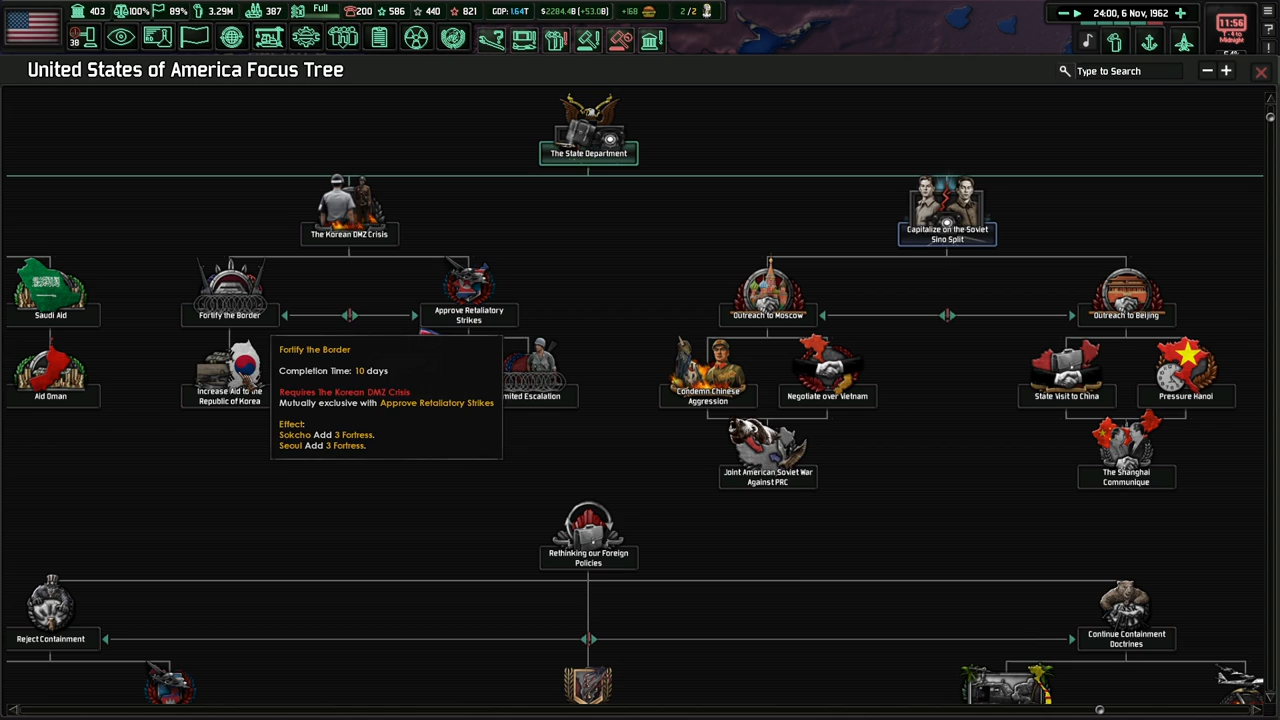 403 100% 89% 3.29M 387 Full 200 586 440 821 GDP: 1.64T $2284.4B (+53.0B) +168 2/2 24:00, 6 Nov, 1962
11:56
38
United States of America Focus Tree
Type to Search
The State Department
The Korean DMZ Crisis
Capitalize on the Soviet
Sino Split
Saudi Aid
Fortify the Border
Approve Retaliatory
Strikes
Outreach to Moscow
Outreach to Beijing
Aid Oman
Increase Aid to the
Republic of Korea
Fortify the Border
Completion Time: 10 days
Requires The Korean DMZ Crisis
Mutually exclusive with Approve Retaliatory Strikes
Effect:
Sokcho Add 3 Fortress.
Seoul Add 3 Fortress.
mited Escalation
Condemn Chinese
Aggression
Negotiate over Vietnam
State Visit to China
Pressure Hanoi
Joint American Soviet War
Against PRC
The Shanghai
Communique
Rethinking our Foreign
Policies
Reject Containment
Continue Containment
Doctrines